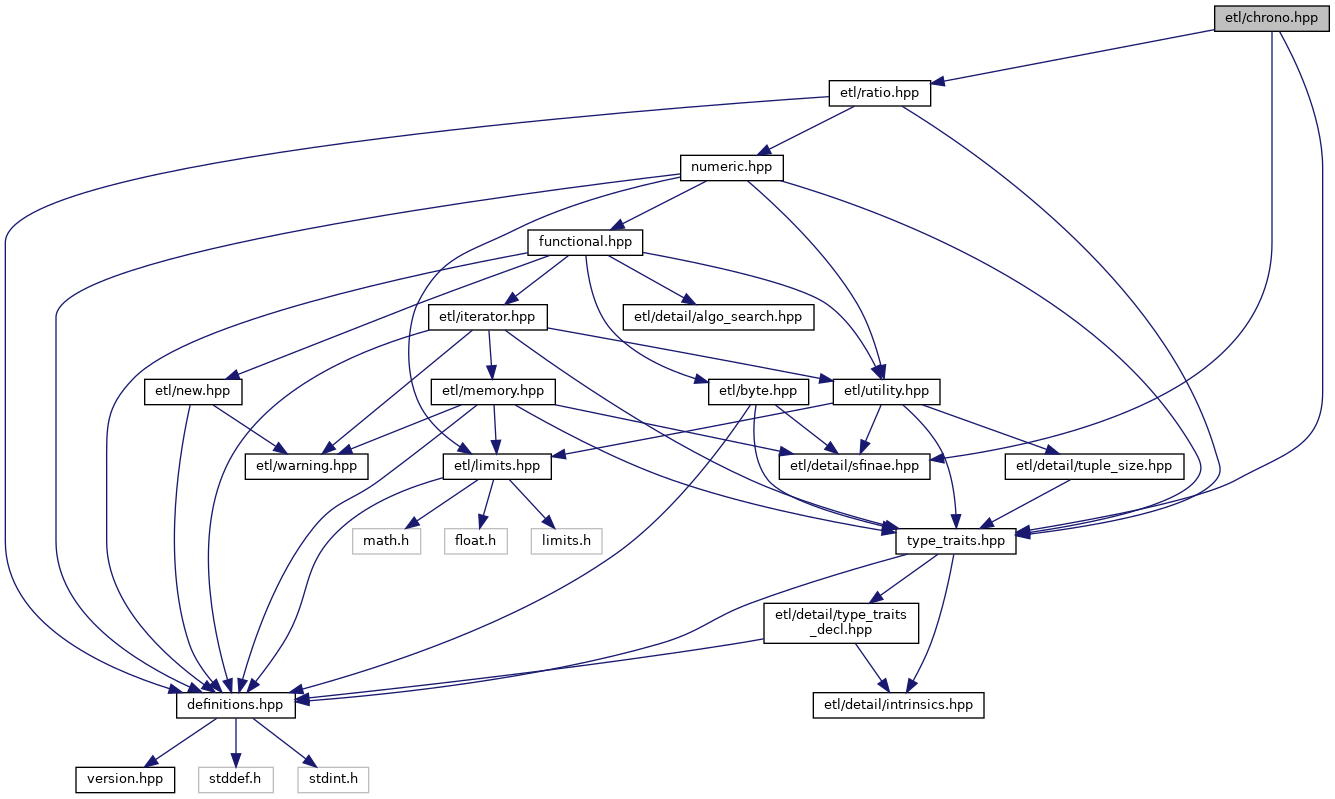 etl/chrono.hpp
etl/ratio.hpp
numeric.hpp
functional.hpp
etl/iterator.hpp
etl/detail/algo_search.hpp
etl/new.hpp
etl/memory.hpp
etl/byte.hpp
etl/utility.hpp
etl/warning.hpp
etl/limits.hpp
etl/detail/sfinae.hpp
etl/detail/tuple_size.hpp
math.h
float.h
limits.h
type_traits.hpp
etl/detail/type_traits
_decl.hpp
definitions.hpp
etl/detail/intrinsics.hpp
version.hpp
stddef.h
stdint.h